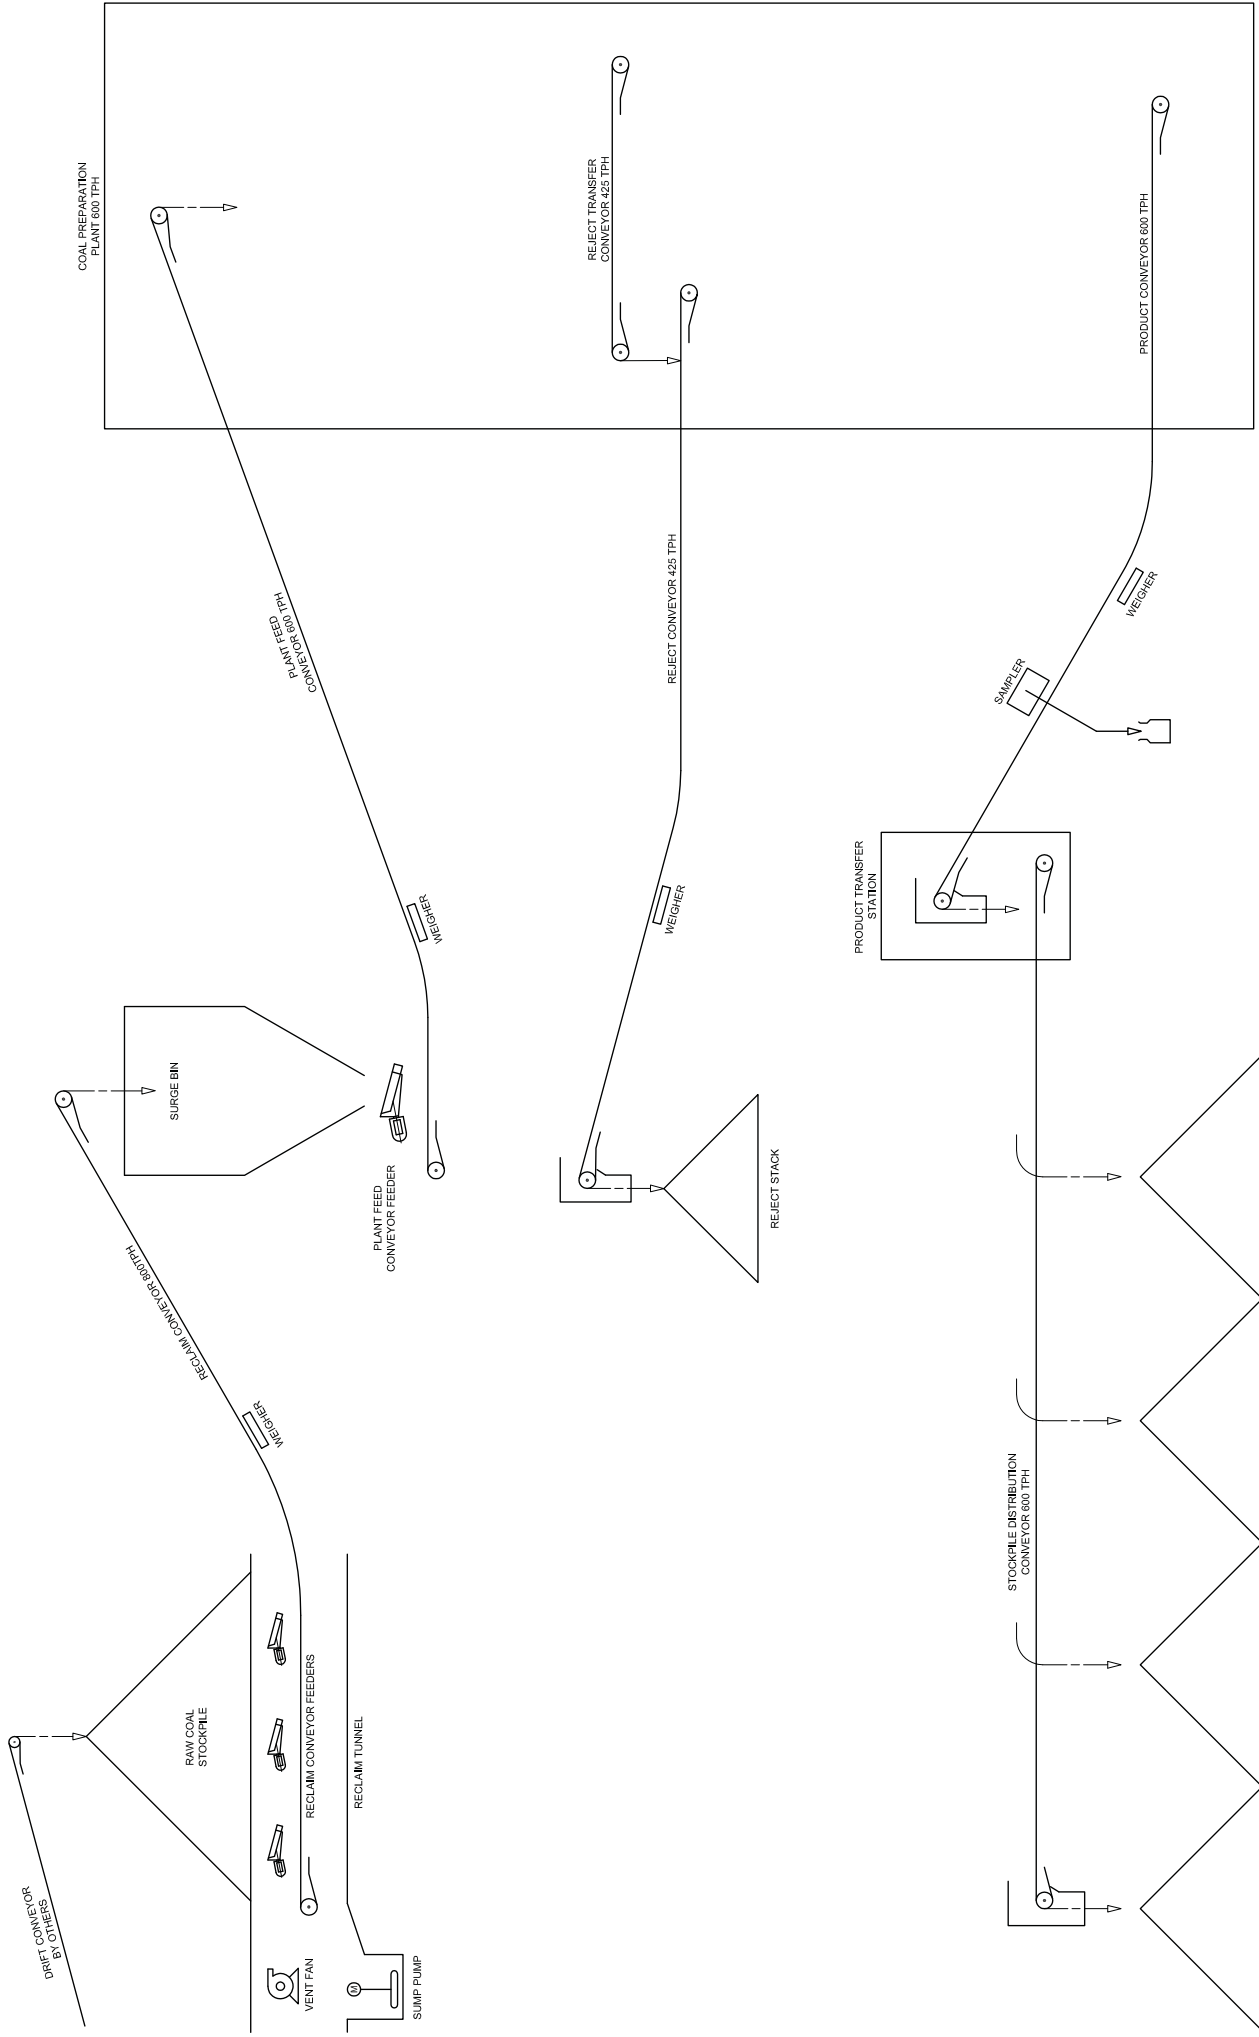 DRIFT CONVEYOR
BY OTHERS
RAW COAL
STOCKPILE
VENT FAN
RECLAIM CONVEYOR FEEDERS
RECLAIM TUNNEL
M
SUMP PUMP
WEIGHER
RECLAIM CONVEYOR 800TPH
SURGE BIN
PLANT FEED
CONVEYOR FEEDER
WEIGHER
PLANT FEED
CONVEYOR 600 TPH
COAL PREPARATION
PLANT 600 TPH
REJECT TRANSFER
CONVEYOR 425 TPH
REJECT CONVEYOR 425 TPH
WEIGHER
REJECT STACK
PRODUCT CONVEYOR 600 TPH
WEIGHER
SAMPLER
PRODUCT TRANSFER
STATION
STOCKPILE DISTRIBUTION
CONVEYOR 600 TPH